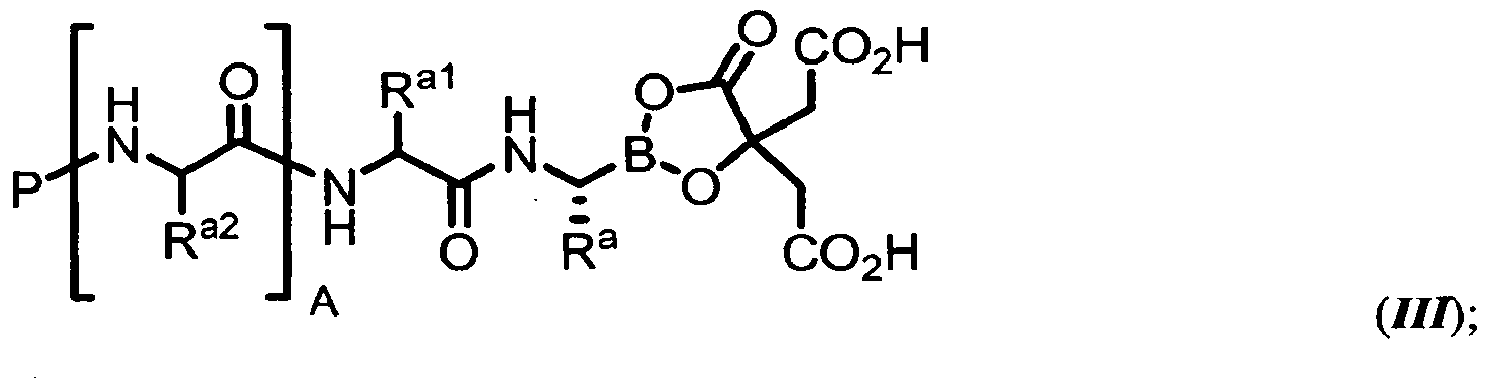 O CO₂H
H O Rᵃ¹ H O
N N B
P N O
H O Rᵃ CO₂H
Rᵃ²
A
(III);